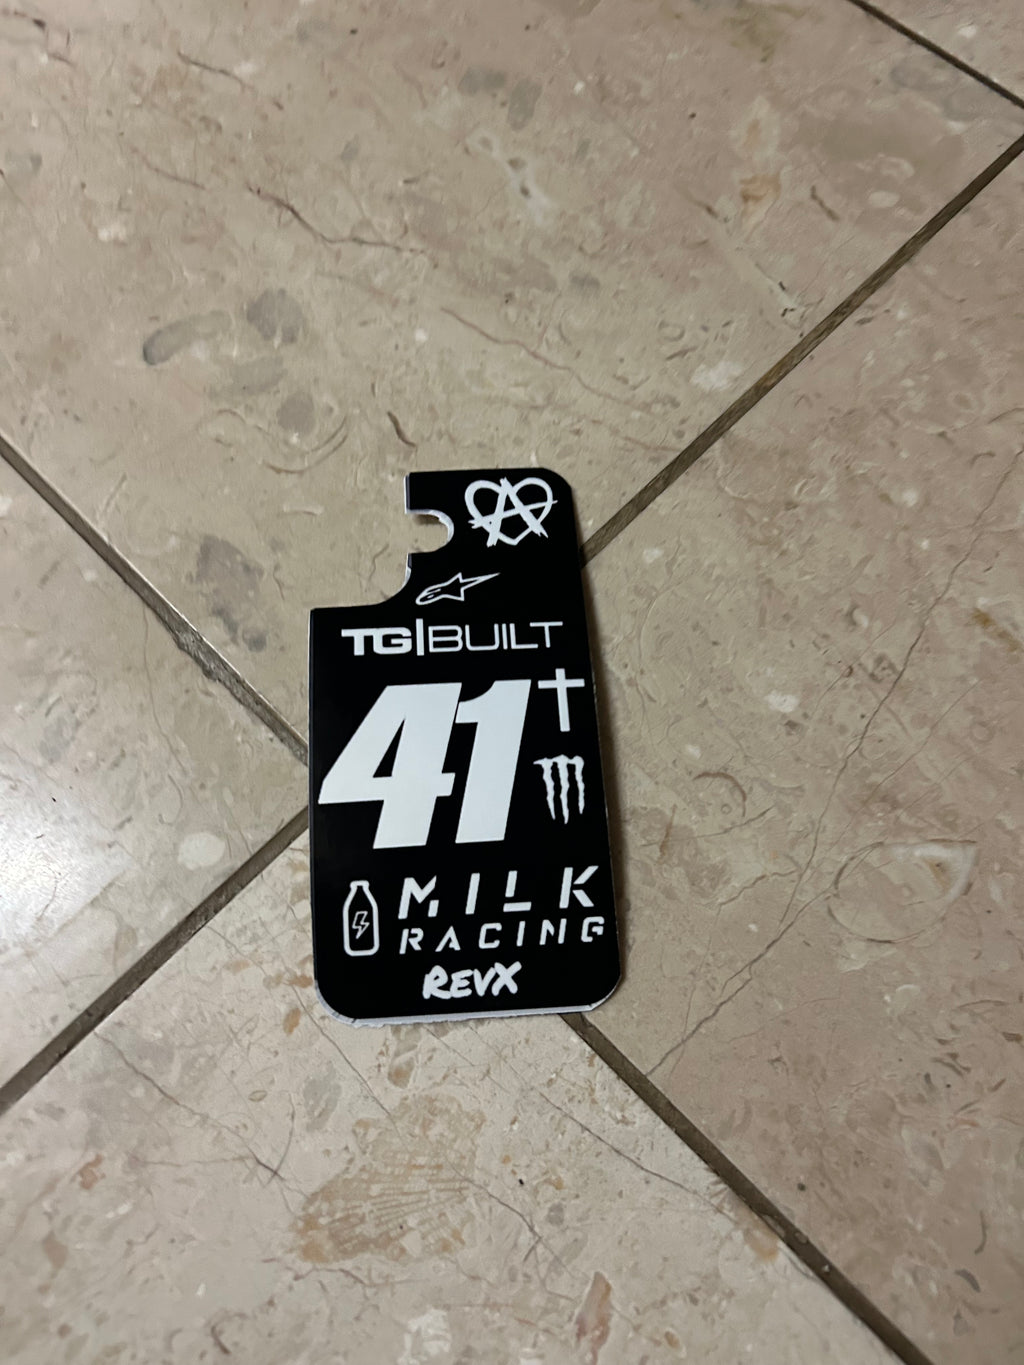 TG|BUILT
41
MILK
RACING
REVX